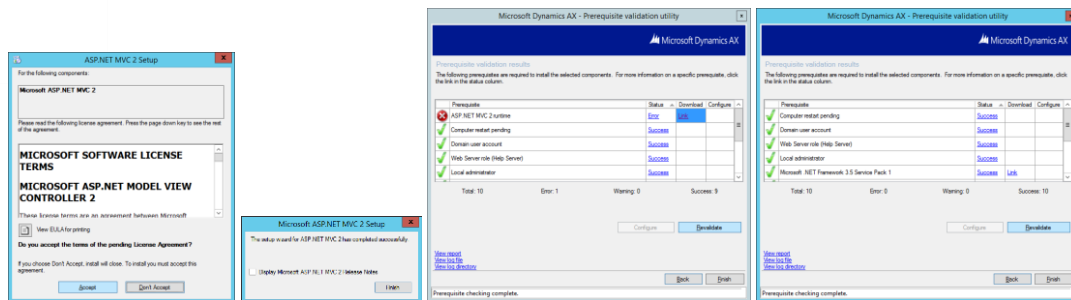 ASP.NET MVC 2 Setup
For the following components:
Microsoft ASP.NET MVC 2
Please read the following license agreement. Press the page down key to see the rest
of the agreement.
MICROSOFT SOFTWARE LICENSE
TERMS
MICROSOFT ASP.NET MODEL VIEW
CONTROLLER 2
These license terms are an agreement between Microsoft
View EULA for printing
Do you accept the terms of the pending License Agreement?
If you choose Don't Accept, install will close. To install you must accept this
agreement.
Accept Don't Accept
Microsoft ASP.NET MVC 2 Setup
The setup wizard for ASP.NET MVC 2 has completed successfully.
Display Microsoft ASP.NET MVC 2 Release Notes
Finish
Microsoft Dynamics AX - Prerequisite validation utility
Microsoft Dynamics AX
Prerequisite validation results
The following prerequisites are required to install the selected components. For more information on a specific prerequisite, click
the link in the status column.
Prerequisite Status Download Configure
ASP.NET MVC 2 runtime Error Link
Computer restart pending Success
Domain user account Success
Web Server role (Help Server) Success
Local administrator Success
Total: 10 Error: 1 Warning: 0 Success: 9
Configure Revalidate
View report
View log file
View log directory
Back Finish
Prerequisite checking complete.
Microsoft Dynamics AX - Prerequisite validation utility
Microsoft Dynamics AX
Prerequisite validation results
The following prerequisites are required to install the selected components. For more information on a specific prerequisite, click
the link in the status column.
Prerequisite Status Download Configure
Computer restart pending Success
Domain user account Success
Web Server role (Help Server) Success
Local administrator Success
Microsoft .NET Framework 3.5 Service Pack 1 Success Link
Total: 10 Error: 0 Warning: 0 Success: 10
Configure Revalidate
View report
View log file
View log directory
Back Finish
Prerequisite checking complete.